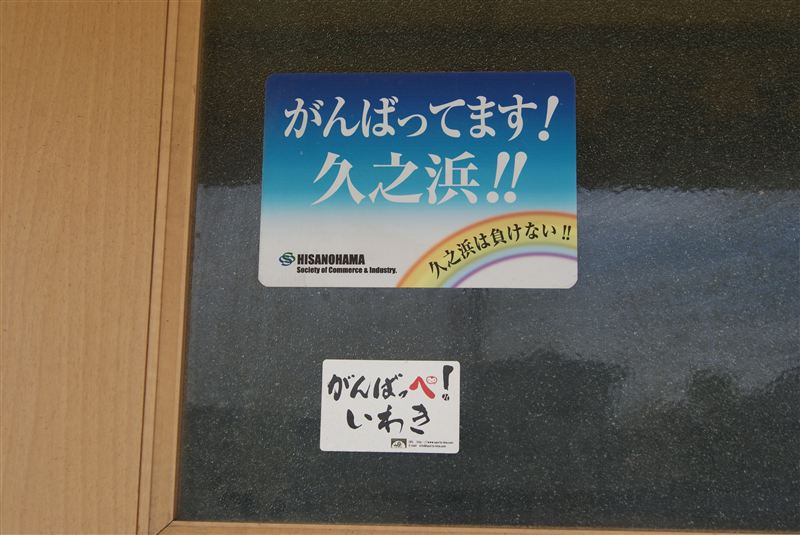 がんばってます!
久之浜!!
久之浜は負けない!!
HISANOHAMA
Society of Commerce & Industry.
がんばっペ!
いわき